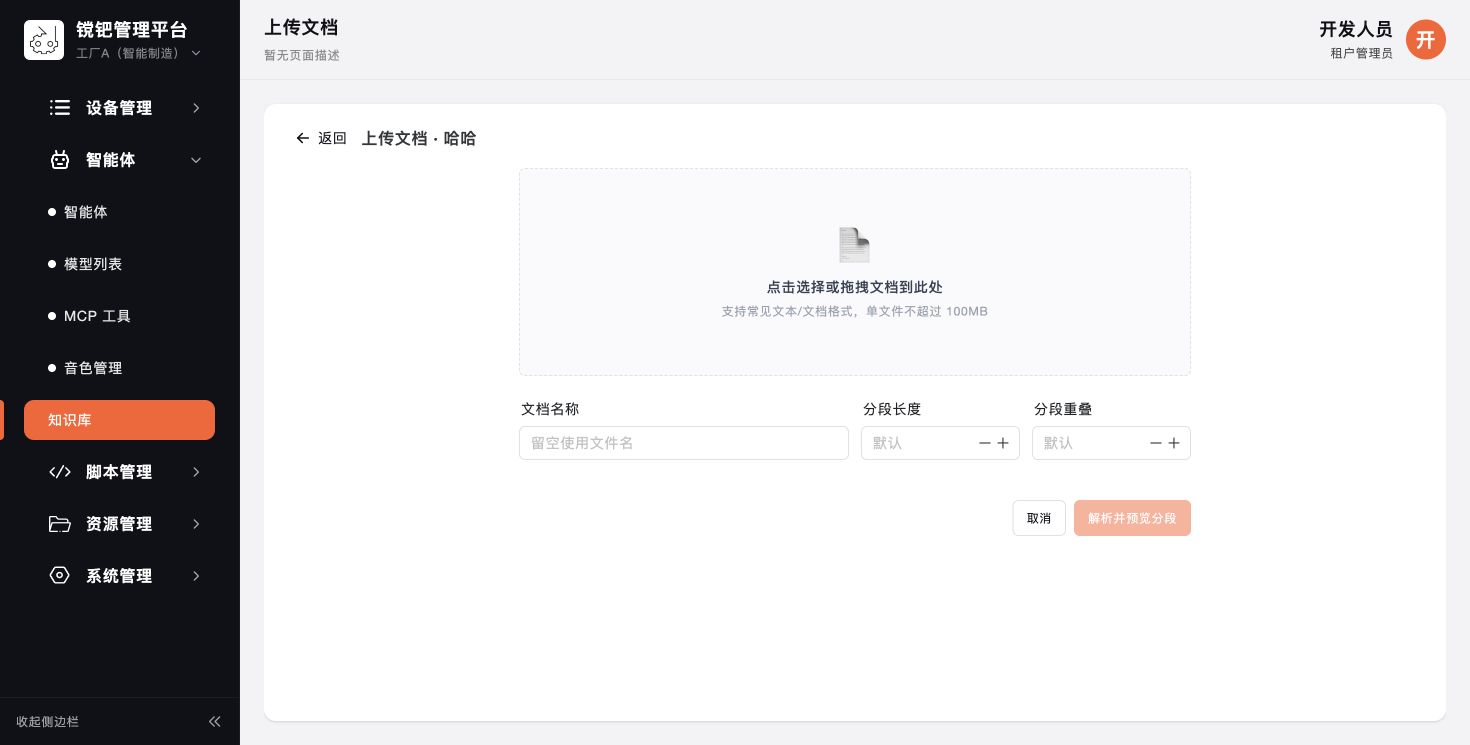 镋钯管理平台
工厂A（智能制造）
设备管理
智能体
智能体
模型列表
MCP 工具
音色管理
知识库
脚本管理
资源管理
系统管理
收起侧边栏
上传文档
暂无页面描述
开发人员
租户管理员
开
返回
上传文档 · 哈哈
点击选择或拖拽文档到此处
支持常见文本/文档格式，单文件不超过 100MB
文档名称
分段长度
分段重叠
留空使用文件名
默认
默认
取消
解析并预览分段